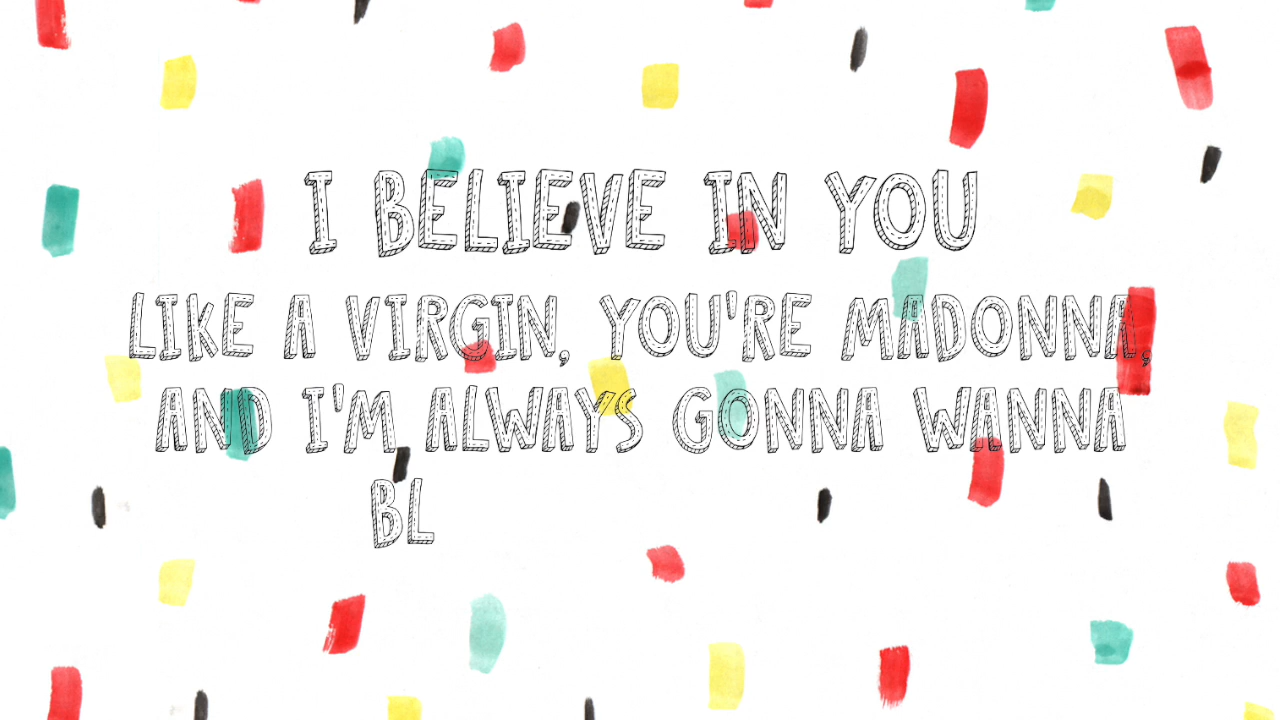 I BELIEVE IN YOU
LIKE A VIRGIN, YOU'RE MADONNA,
AND I'M ALWAYS GONNA WANNA
BL